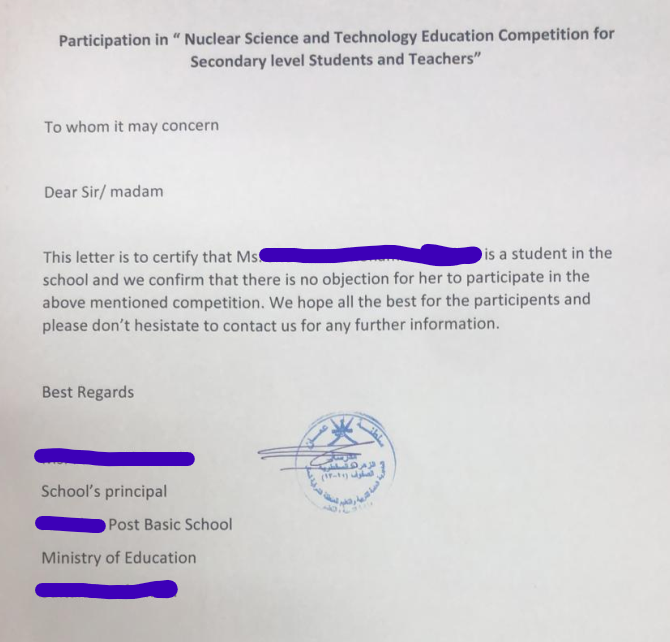 Participation in “ Nuclear Science and Technology Education Competition for
Secondary level Students and Teachers”
To whom it may concern
Dear Sir/ madam
This letter is to certify that Ms. is a student in the
school and we confirm that there is no objection for her to participate in the
above mentioned competition. We hope all the best for the participents and
please don’t hesistate to contact us for any further information.
Best Regards
سلطنة عمان
School’s principal
Post Basic School
Ministry of Education